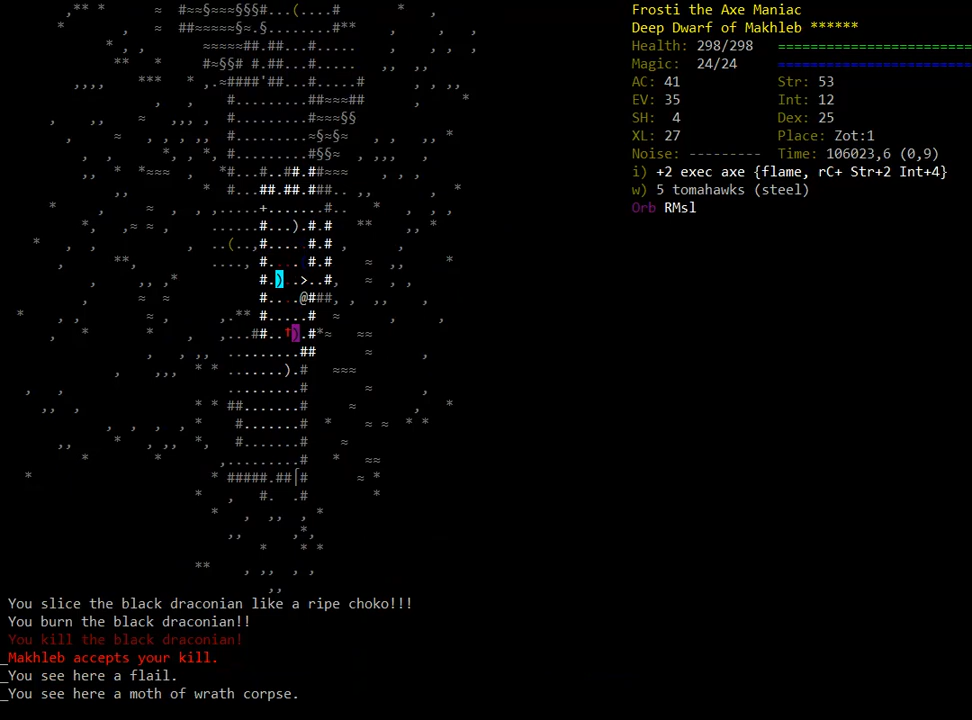 Frosti the Axe Maniac
Deep Dwarf of Makhleb ******
Health: 298/298
Magic: 24/24
AC: 41 Str: 53
EV: 35 Int: 12
SH: 4 Dex: 25
XL: 27 Place: Zot:1
Noise: --------- Time: 106023,6 (0,9)
i) +2 exec axe {flame, rC+ Str+2 Int+4}
w) 5 tomahawks (steel)
Orb RMsl
You slice the black draconian like a ripe choko!!!
You burn the black draconian!!
You kill the black draconian!
_Makhleb accepts your kill.
_You see here a flail.
_You see here a moth of wrath corpse.